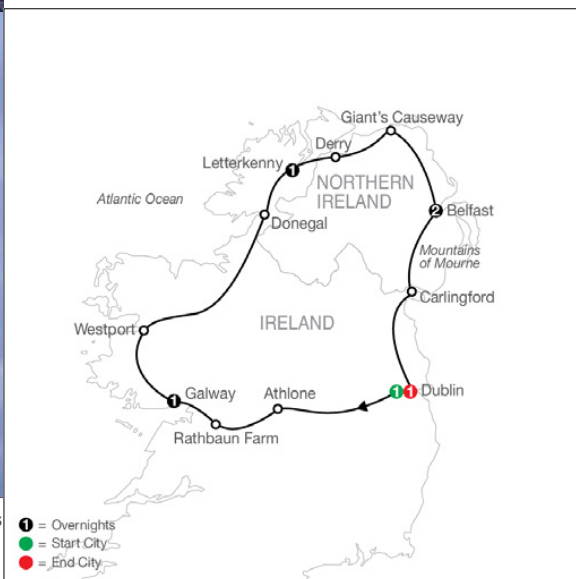 Giant's Causeway
Derry
Letterkenny
1
NORTHERN
IRELAND
Atlantic Ocean
2
Belfast
Donegal
Mountains
of Mourne
Carlingford
IRELAND
Westport
1
Galway
Athlone
1
1
Dublin
Rathbaun Farm
1 = Overnights
= Start City
= End City